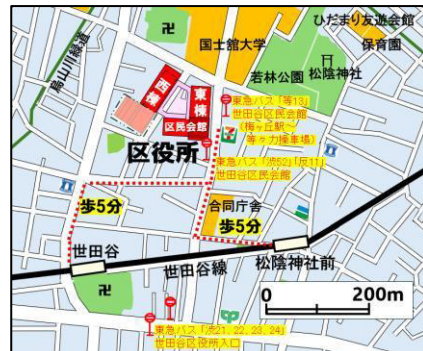 ひだまり友遊会館
保育園
国士舘大学
松陰神社
若林公園
烏山川緑道
西棟
東棟
区民会館
区役所
東急バス「等13」
世田谷区民会館
(梅ヶ丘駅～
等々力操車場)
東急バス「渋52」「反11」
世田谷区民会館
歩5分
合同庁舎
歩5分
世田谷
世田谷線
松陰神社前
0
200m
東急バス「渋21、22、23、24」
世田谷区役所入口